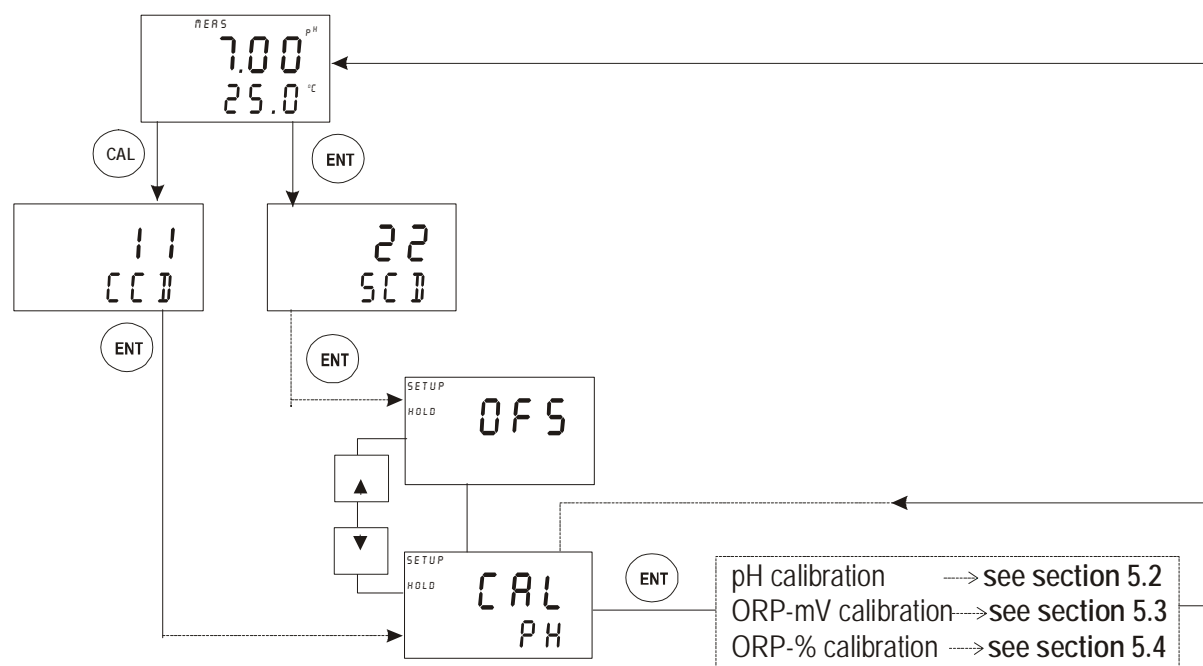 MEAS
7.00 pH
25.0 °C
CAL
ENT
11
CCD
22
SCD
ENT
ENT
SETUP
HOLD
OFS
SETUP
HOLD
CAL
PH
ENT
pH calibration see section 5.2
ORP-mV calibration see section 5.3
ORP-% calibration see section 5.4